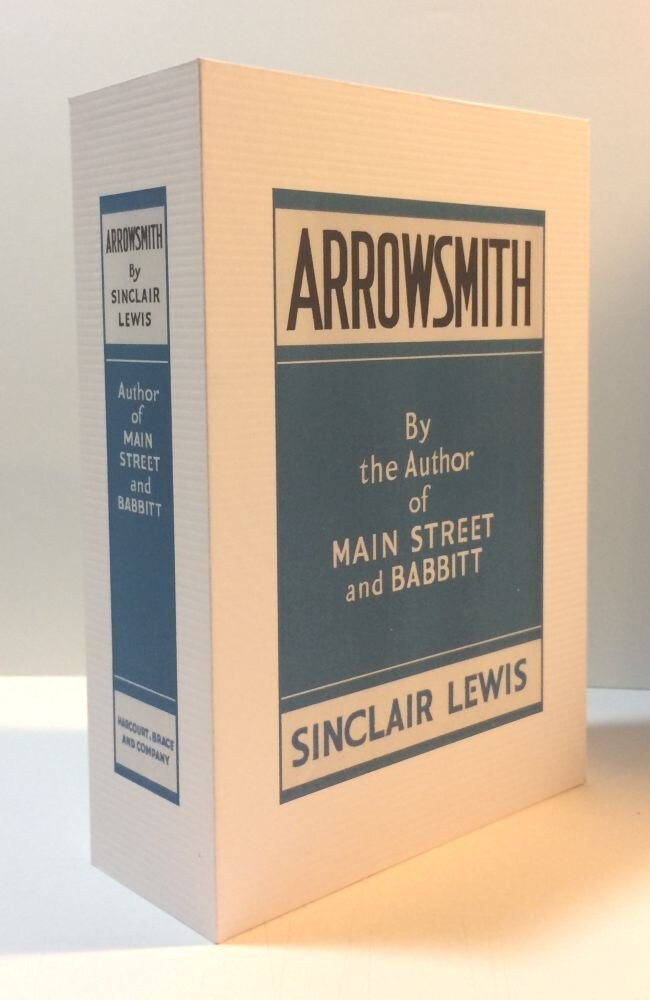 ARROWSMITH
By
SINCLAIR
LEWIS
Author
of
MAIN
STREET
and
BABBITT
HARCOURT, BRACE
AND COMPANY
ARROWSMITH
By
the Author
of
MAIN STREET
and BABBITT
SINCLAIR LEWIS